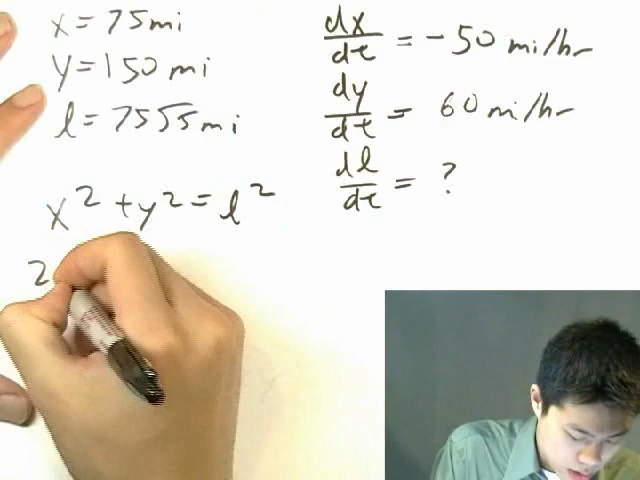 x = 75 mi
y = 150 mi
l = 75√5 mi
x² + y² = l²
2
dx/dt = -50 mi/hr
dy/dt = 60 mi/hr
dl/dt = ?